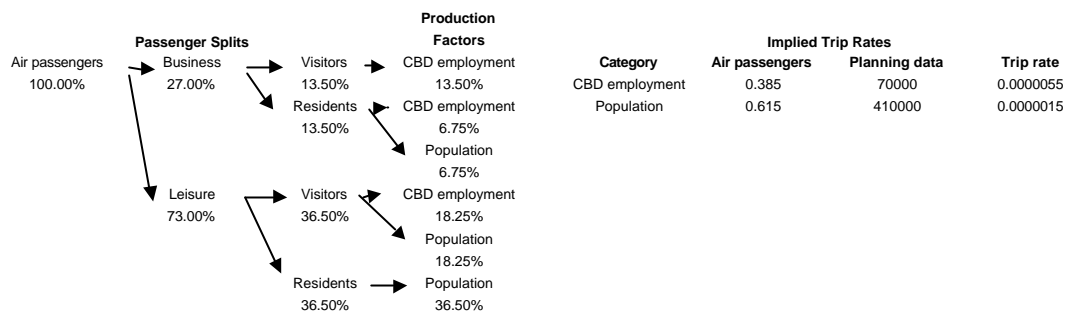 Production
Passenger Splits Factors
Air passengers Business Visitors CBD employment
100.00% 27.00% 13.50% 13.50%
Residents CBD employment
13.50% 6.75%
Population
6.75%
Leisure Visitors CBD employment
73.00% 36.50% 18.25%
Population
18.25%
Residents Population
36.50% 36.50%
Implied Trip Rates
Category Air passengers Planning data Trip rate
CBD employment 0.385 70000 0.0000055
Population 0.615 410000 0.0000015